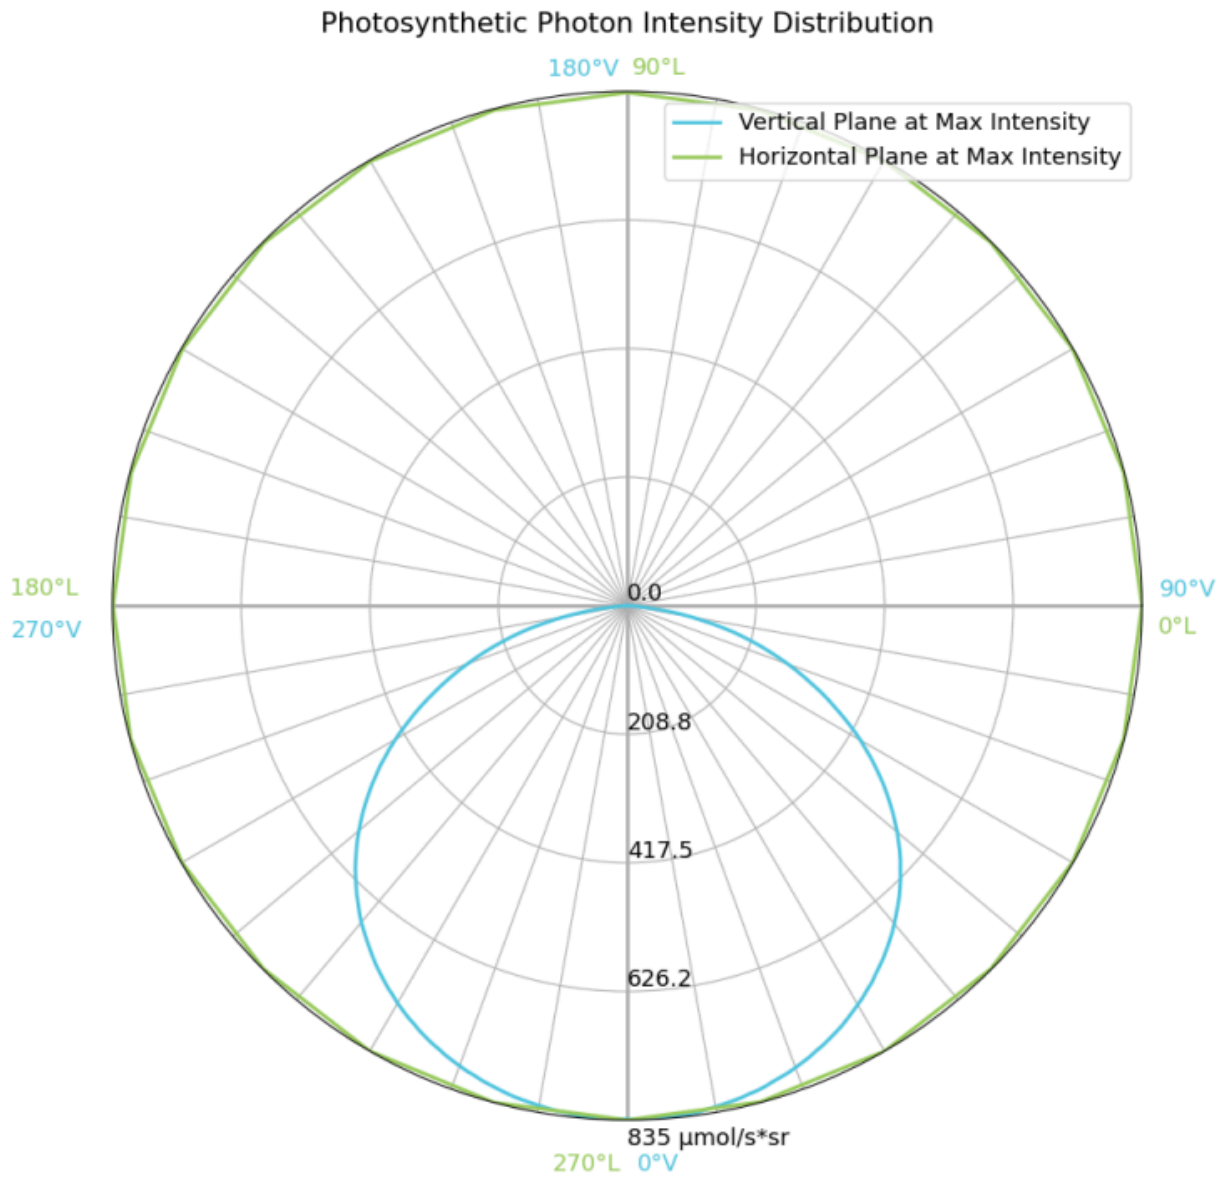 Photosynthetic Photon Intensity Distribution
180°V 90°L
Vertical Plane at Max Intensity
Horizontal Plane at Max Intensity
180°L
270°V
0.0
90°V
0°L
208.8
417.5
626.2
835 μmol/s*sr
270°L 0°V